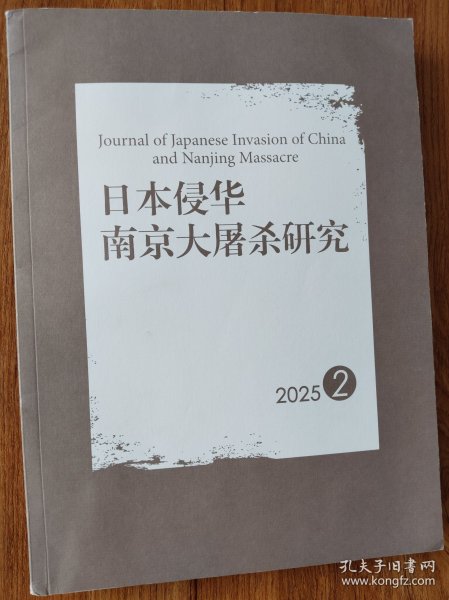 Journal of Japanese Invasion of China
and Nanjing Massacre
日本侵华
南京大屠杀研究
2025 2
孔夫子旧书网
www.kongfz.com